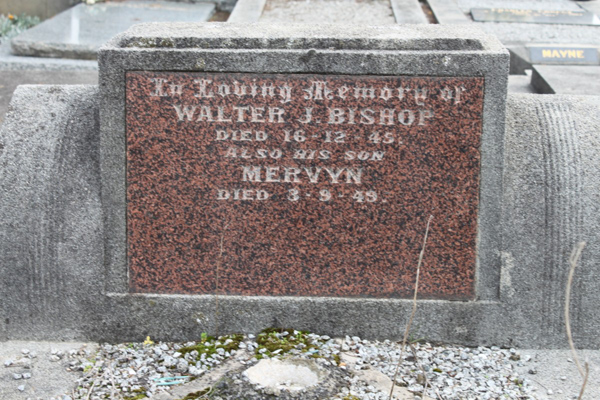 In Loving Memory of
WALTER J. BISHOP
DIED 16-12-45.
ALSO HIS SON
MERVYN
DIED 3-9-49.
MAYNE